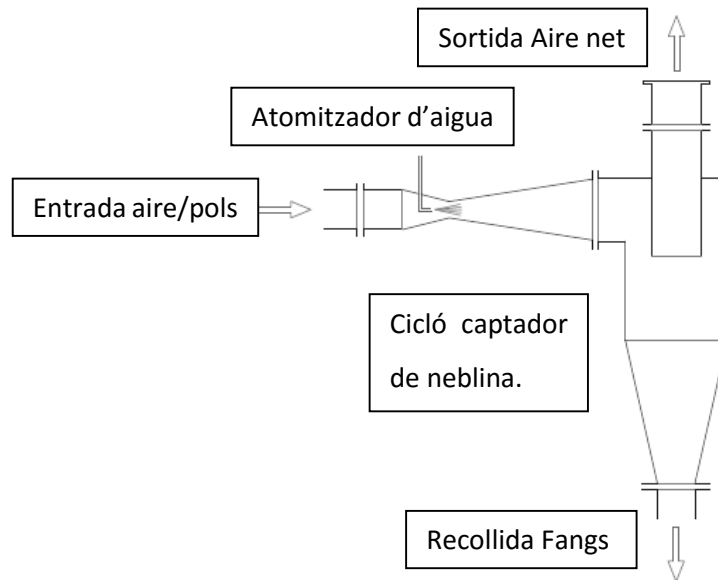 Sortida Aire net
Atomitzador d’aigua
Entrada aire/pols
Cicló captador
de neblina.
Recollida Fangs